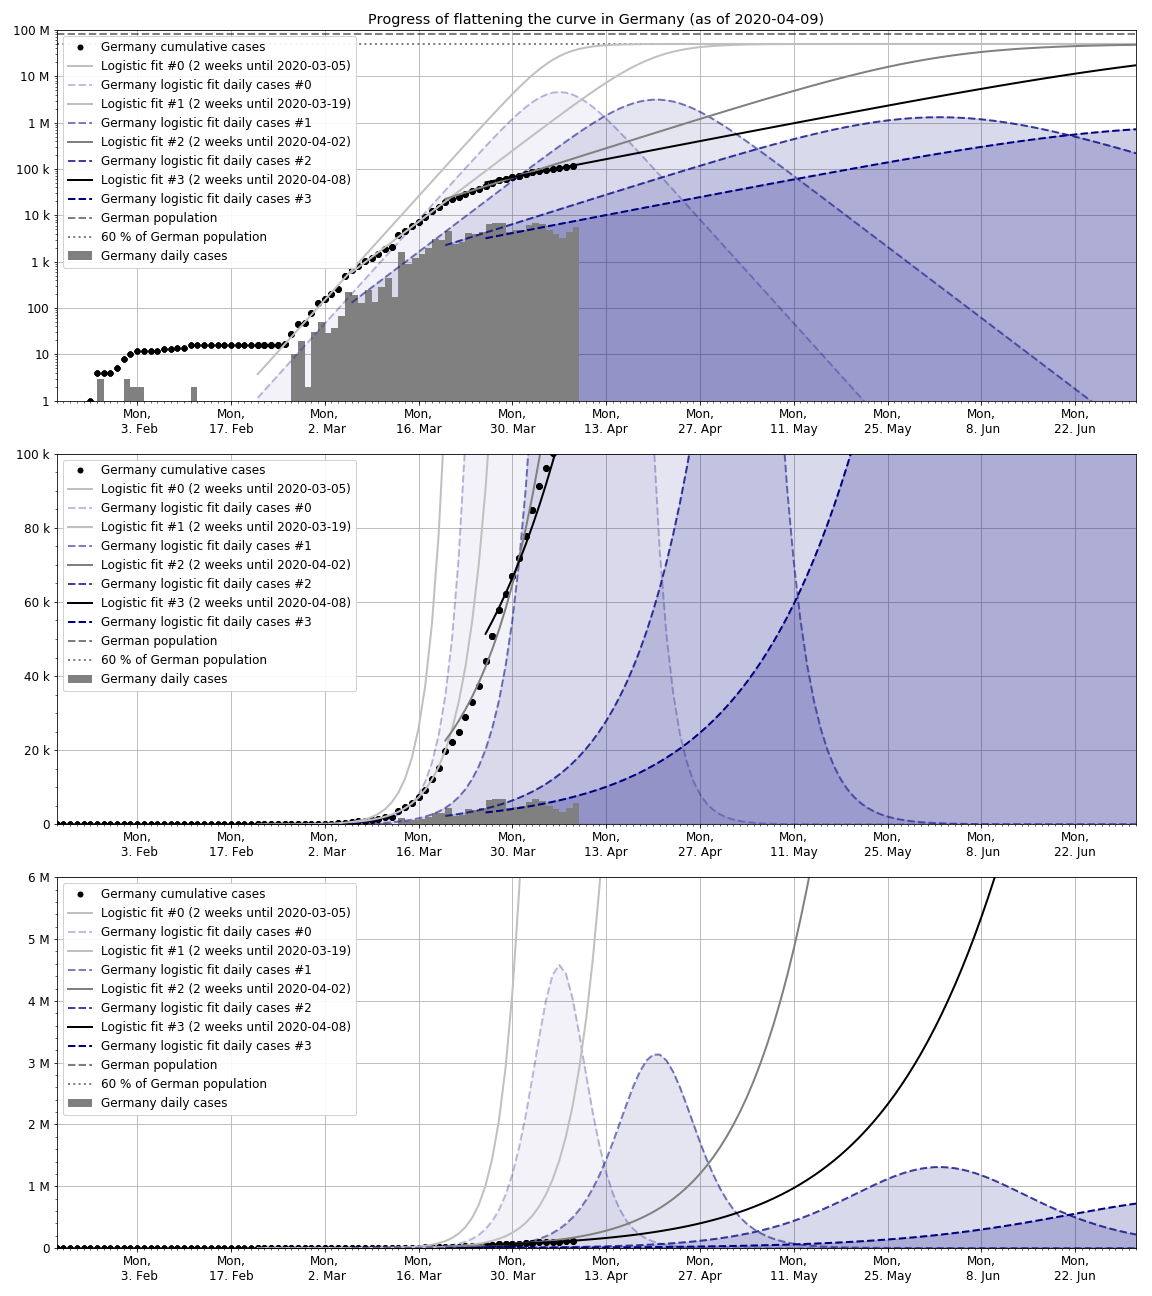 Progress of flattening the curve in Germany (as of 2020-04-09)
100 M
10 M
1 M
100 k
10 k
1 k
100
10
1
Germany cumulative cases
Logistic fit #0 (2 weeks until 2020-03-05)
Germany logistic fit daily cases #0
Logistic fit #1 (2 weeks until 2020-03-19)
Germany logistic fit daily cases #1
Logistic fit #2 (2 weeks until 2020-04-02)
Germany logistic fit daily cases #2
Logistic fit #3 (2 weeks until 2020-04-08)
Germany logistic fit daily cases #3
German population
60 % of German population
Germany daily cases
Mon, Mon, Mon, Mon, Mon, Mon, Mon, Mon, Mon, Mon, Mon,
3. Feb 17. Feb 2. Mar 16. Mar 30. Mar 13. Apr 27. Apr 11. May 25. May 8. Jun 22. Jun
100 k
80 k
60 k
40 k
20 k
0
Germany cumulative cases
Logistic fit #0 (2 weeks until 2020-03-05)
Germany logistic fit daily cases #0
Logistic fit #1 (2 weeks until 2020-03-19)
Germany logistic fit daily cases #1
Logistic fit #2 (2 weeks until 2020-04-02)
Germany logistic fit daily cases #2
Logistic fit #3 (2 weeks until 2020-04-08)
Germany logistic fit daily cases #3
German population
60 % of German population
Germany daily cases
Mon, Mon, Mon, Mon, Mon, Mon, Mon, Mon, Mon, Mon, Mon,
3. Feb 17. Feb 2. Mar 16. Mar 30. Mar 13. Apr 27. Apr 11. May 25. May 8. Jun 22. Jun
6 M
5 M
4 M
3 M
2 M
1 M
0
Germany cumulative cases
Logistic fit #0 (2 weeks until 2020-03-05)
Germany logistic fit daily cases #0
Logistic fit #1 (2 weeks until 2020-03-19)
Germany logistic fit daily cases #1
Logistic fit #2 (2 weeks until 2020-04-02)
Germany logistic fit daily cases #2
Logistic fit #3 (2 weeks until 2020-04-08)
Germany logistic fit daily cases #3
German population
60 % of German population
Germany daily cases
Mon, Mon, Mon, Mon, Mon, Mon, Mon, Mon, Mon, Mon, Mon,
3. Feb 17. Feb 2. Mar 16. Mar 30. Mar 13. Apr 27. Apr 11. May 25. May 8. Jun 22. Jun